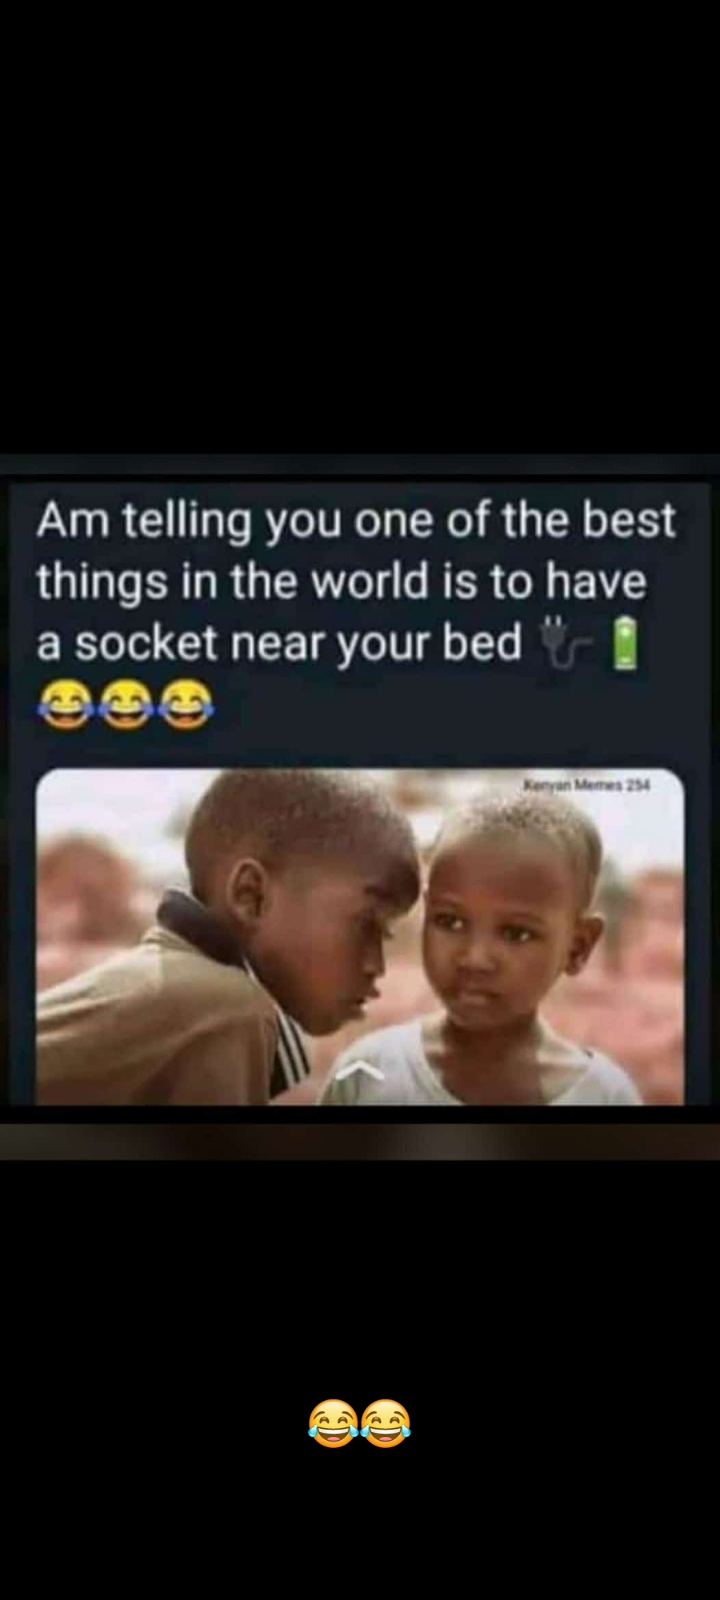 Am telling you one of the best
things in the world is to have
a socket near your bed 🔌🔋
😂😂😂
Kenyan Memes 254
😂😂